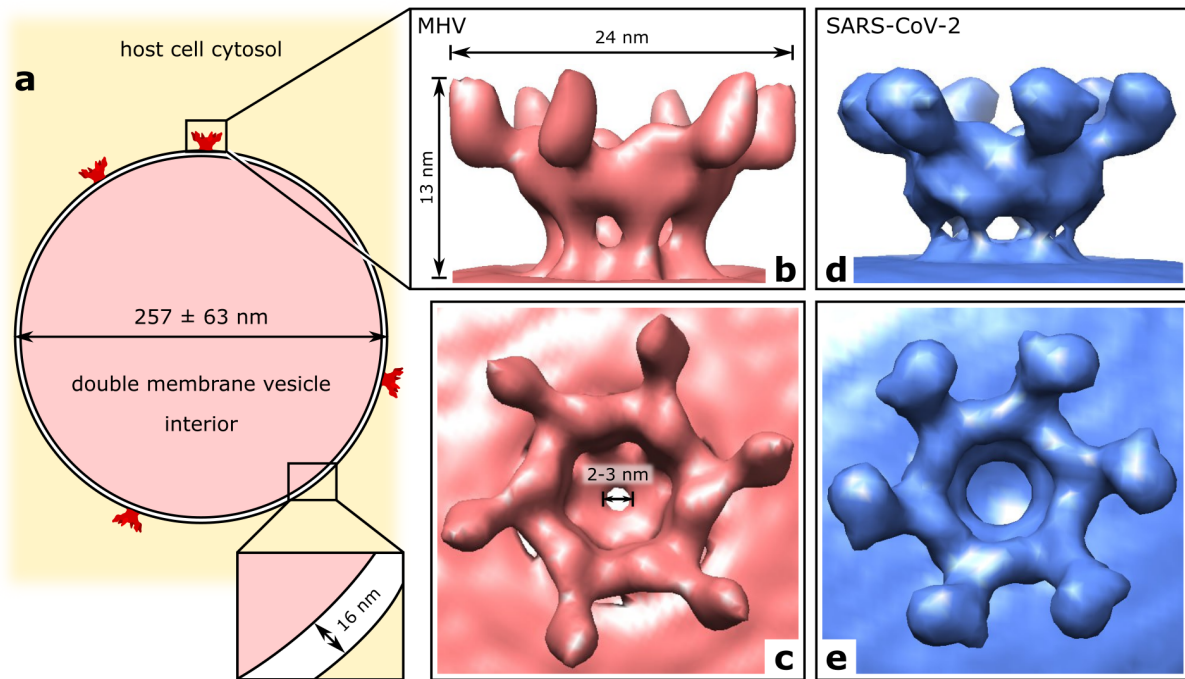 a
host cell cytosol
257 ± 63 nm
double membrane vesicle
interior
16 nm
MHV
24 nm
13 nm
b
SARS-CoV-2
d
2-3 nm
c
e